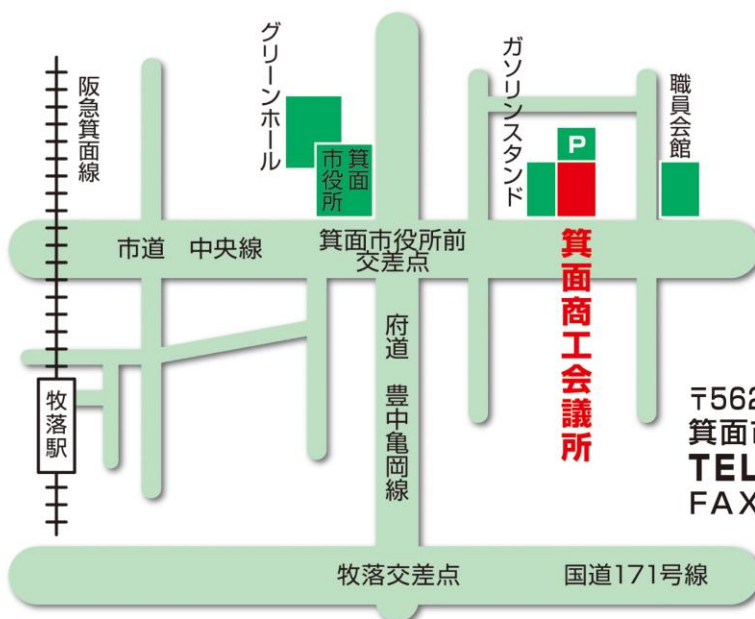 阪急箕面線
グリーンホール
箕面
市役所
ガソリンスタンド
P
職員会館
市道 中央線
箕面市役所前
交差点
箕面商工会議所
府道 豊中亀岡線
牧落駅
〒562
箕面市
TEL
FAX
牧落交差点
国道171号線